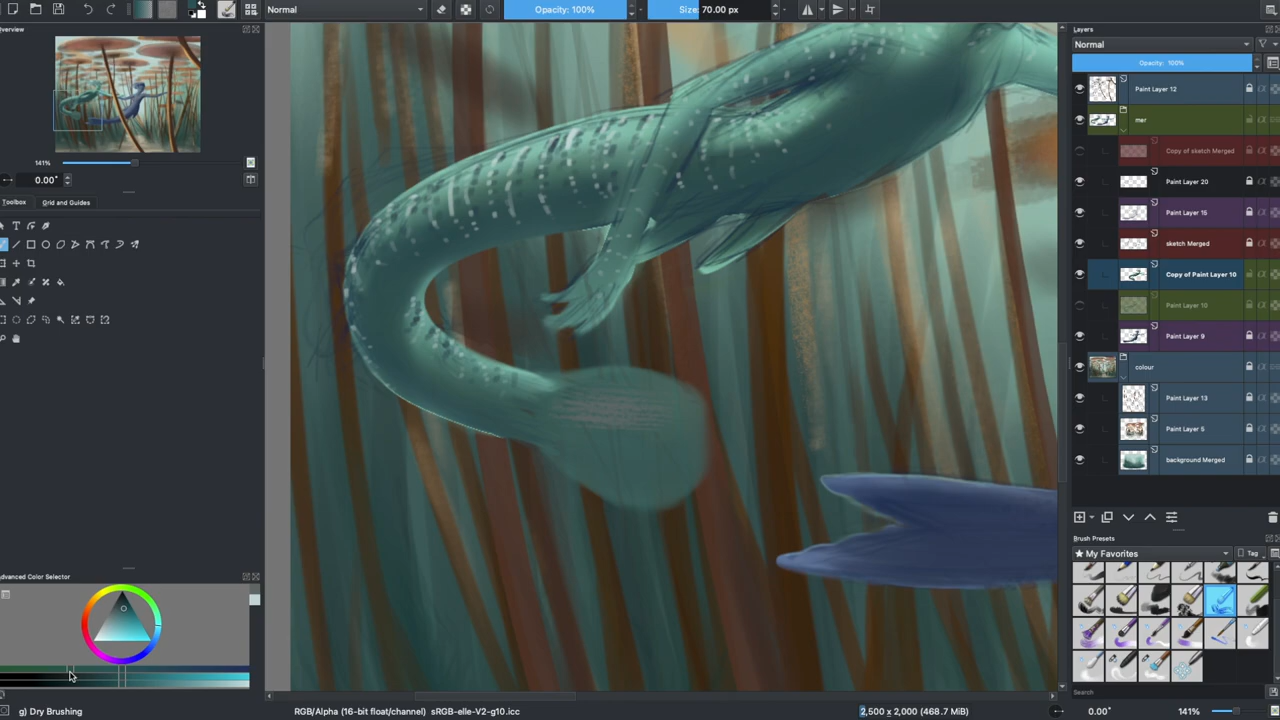 Normal
Opacity: 100%
Size: 70.00 px
verview
141%
0.00°
Toolbox
Grid and Guides
dvanced Color Selector
g) Dry Brushing
RGB/Alpha (16-bit float/channel) sRGB-elle-V2-g10.icc
2,500 x 2,000 (468.7 MiB)
0.00°
141%
Layers
Normal
Opacity: 100%
Paint Layer 12
mer
Copy of sketch Merged
Paint Layer 20
Paint Layer 16
sketch Merged
Copy of Paint Layer 10
Paint Layer 10
Paint Layer 9
colour
Paint Layer 13
Paint Layer 5
background Merged
Brush Presets
★ My Favorites
Tag
Search